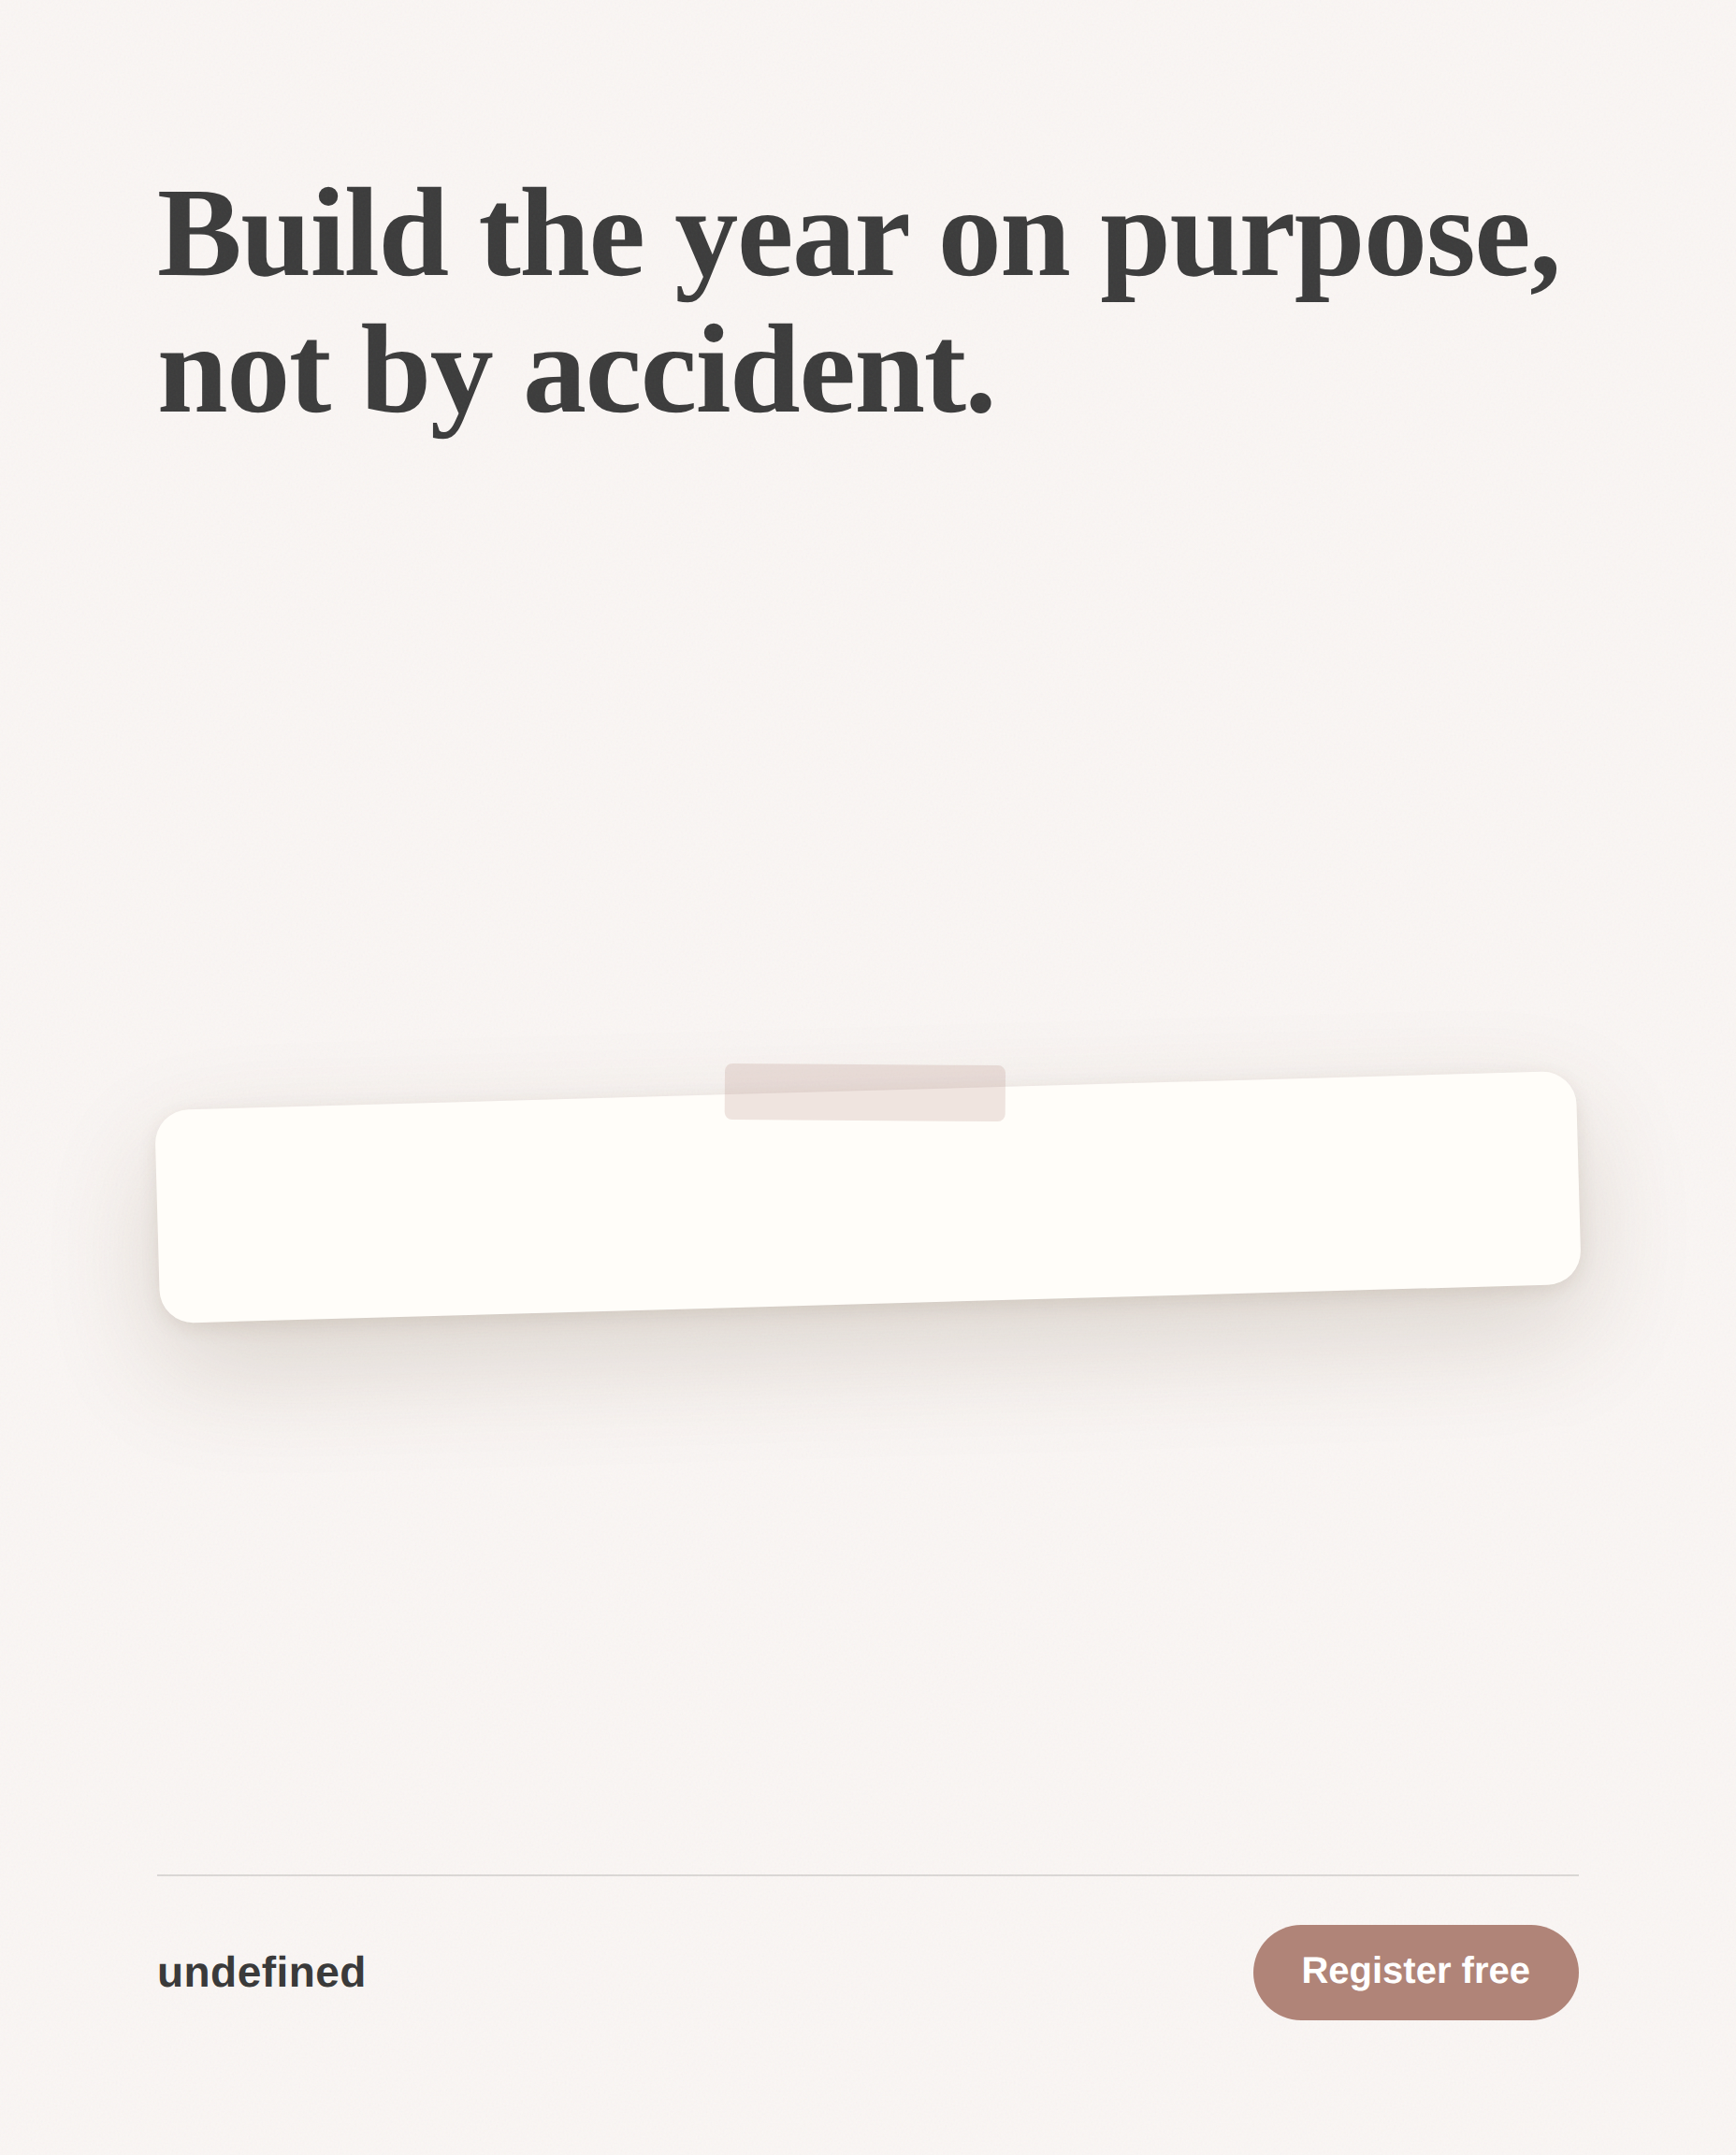 Build the year on purpose,
not by accident.
undefined
Register free